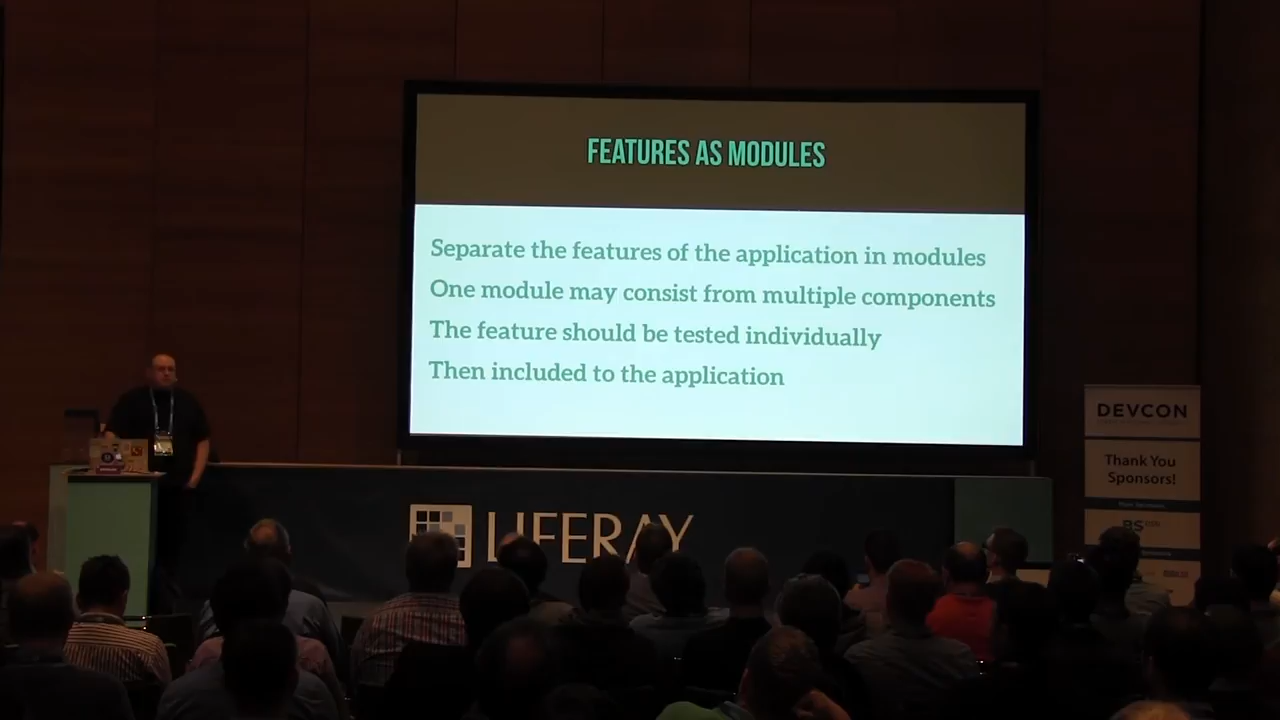 FEATURES AS MODULES
Separate the features of the application in modules
One module may consist from multiple components
The feature should be tested individually
Then included to the application
LIFERAY
DEVCON
Thank You
Sponsors!
BS